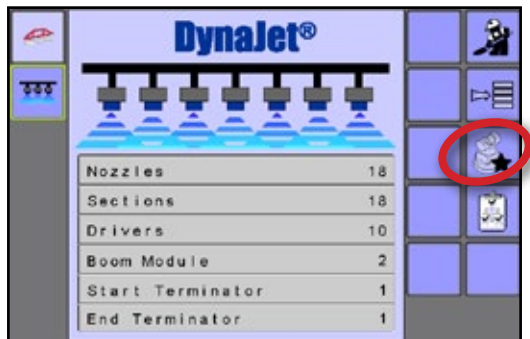 DynaJet®
Nozzles 18
Sections 18
Drivers 10
Boom Module 2
Start Terminator 1
End Terminator 1